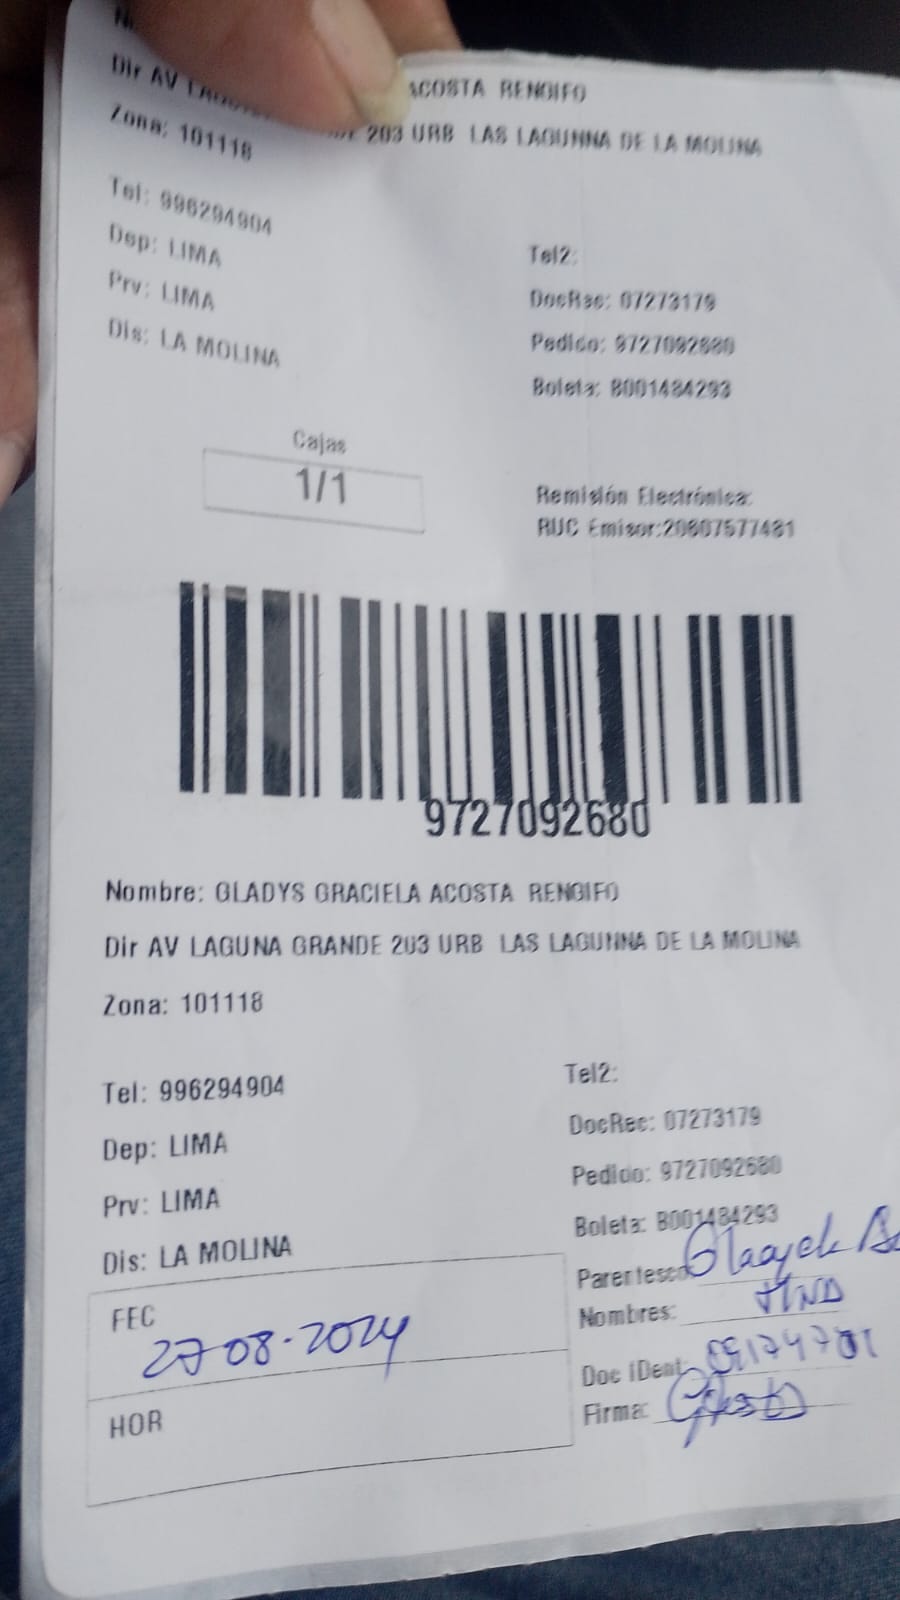 ACOSTA RENGIFO
Dir AV LAGUNA GRANDE 203 URB LAS LAGUNNA DE LA MOLINA
Zona: 101118
Tel: 996294904
Tel2:
Dep: LIMA
DocRec: 07273179
Prv: LIMA
Pedido: 9727092680
Dis: LA MOLINA
Boleta: B001484293
Cajas
1/1
Remisión Electrónica:
RUC Emisor:20607577481
9727092680
Nombre: GLADYS GRACIELA ACOSTA RENGIFO
Dir AV LAGUNA GRANDE 203 URB LAS LAGUNNA DE LA MOLINA
Zona: 101118
Tel: 996294904
Tel2:
Dep: LIMA
DocRec: 07273179
Prv: LIMA
Pedido: 9727092680
Dis: LA MOLINA
Boleta: B001484293
Parentesco
Nombres:
Doc IDent:
Firma:
FEC
27-08-2024
HOR